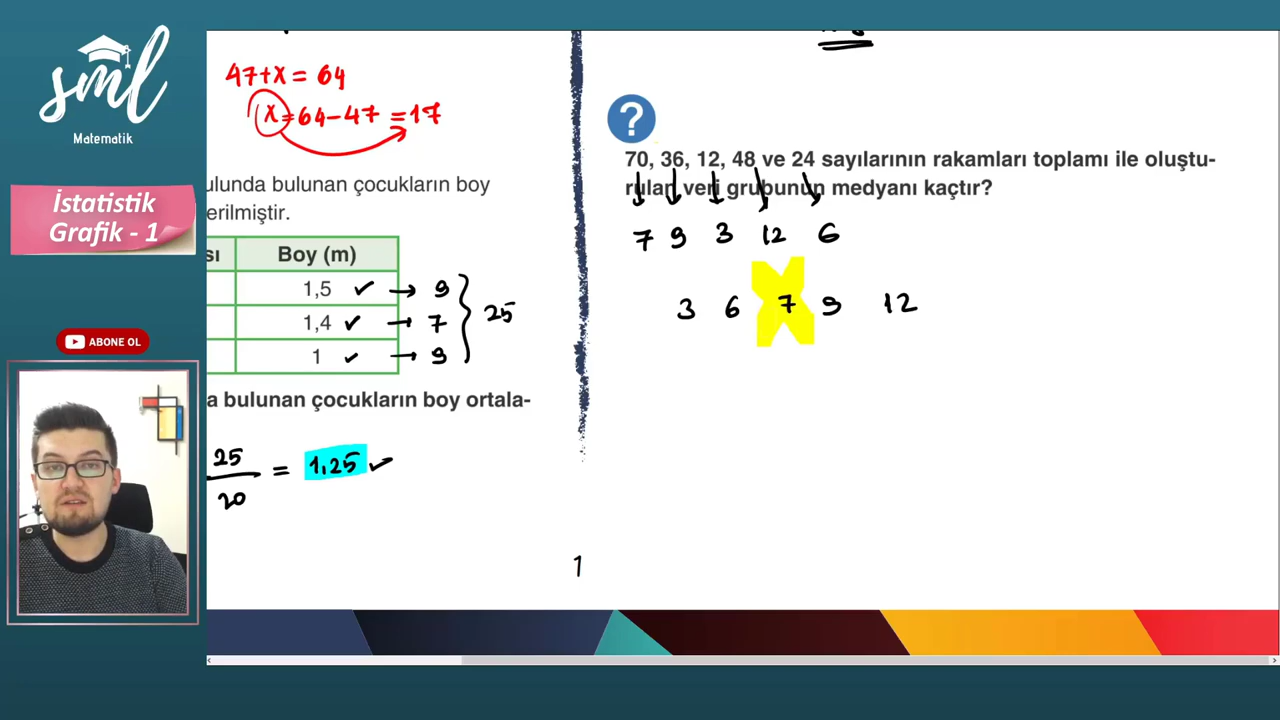 sml
Matematik
İstatistik
Grafik - 1
ABONE OL
47+x = 64
x = 64-47 = 17
ulunda bulunan çocukların boy
erilmiştir.
sı Boy (m)
1,5 ✓ → 9
1,4 ✓ → 7
1 ✓ → 9
25
a bulunan çocukların boy ortala-
25
20
= 1,25 ✓
1
?
70, 36, 12, 48 ve 24 sayılarının rakamları toplamı ile oluştu-
rulan veri grubunun medyanı kaçtır?
7 9 3 12 6
3 6 7 9 12